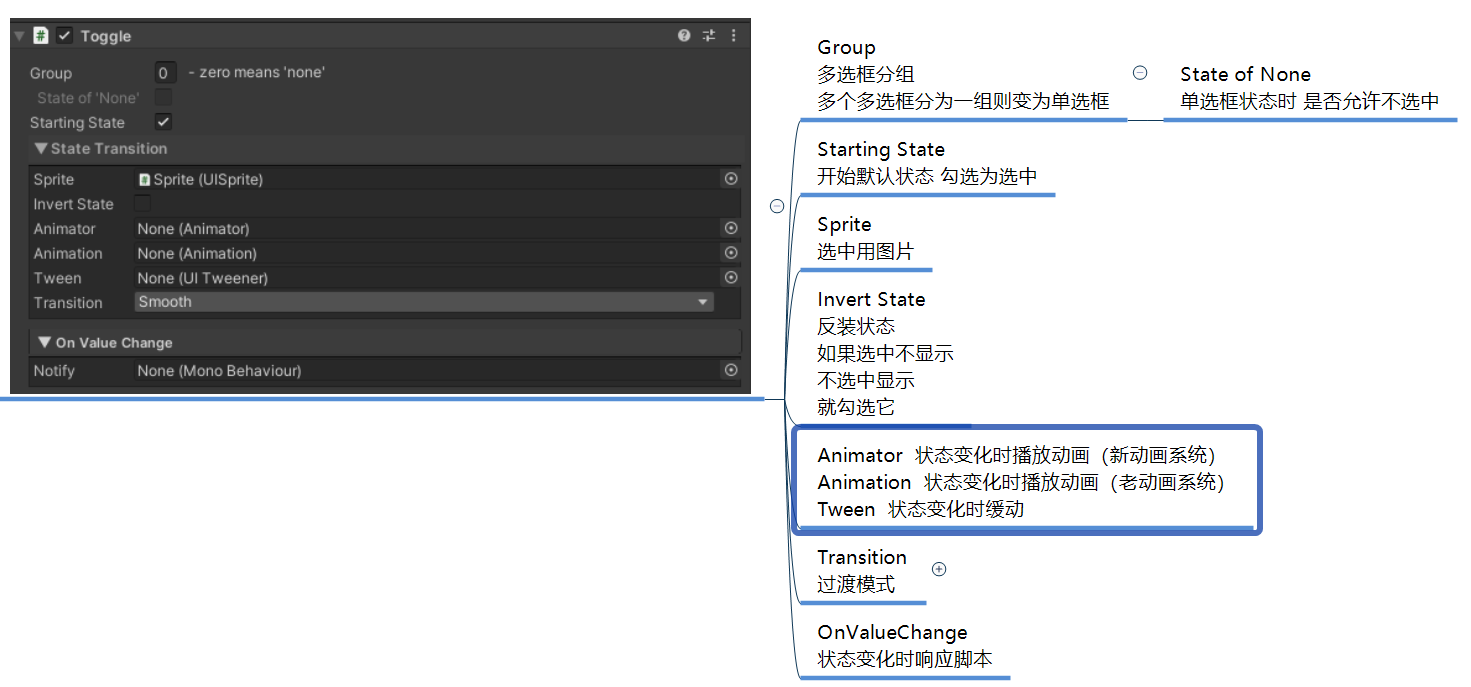 Toggle
Group 0 - zero means 'none'
State of 'None'
Starting State
State Transition
Sprite Sprite (UISprite)
Invert State
Animator None (Animator)
Animation None (Animation)
Tween None (UI Tweener)
Transition Smooth
On Value Change
Notify None (Mono Behaviour)
Group
多选框分组
多个多选框分为一组则变为单选框
State of None
单选框状态时 是否允许不选中
Starting State
开始默认状态 勾选为选中
Sprite
选中用图片
Invert State
反装状态
如果选中不显示
不选中显示
就勾选它
Animator 状态变化时播放动画（新动画系统）
Animation 状态变化时播放动画（老动画系统）
Tween 状态变化时缓动
Transition
过渡模式
OnValueChange
状态变化时响应脚本